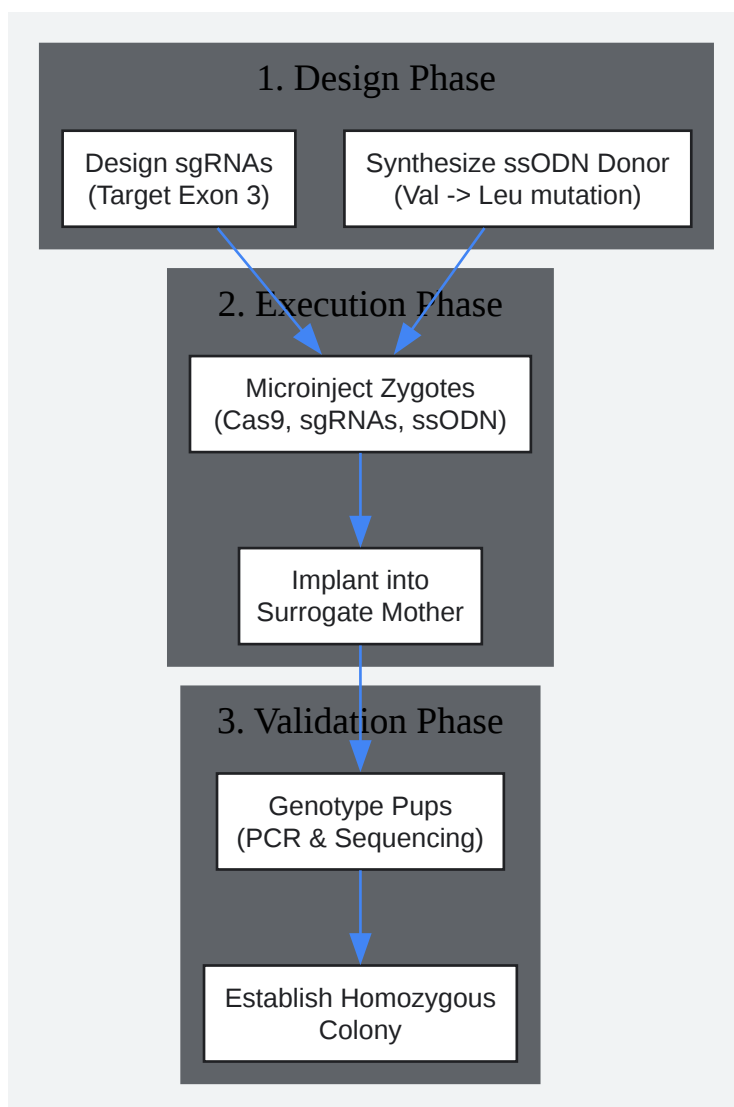 1. Design Phase
Design sgRNAs
(Target Exon 3)
Synthesize ssODN Donor
(Val -> Leu mutation)
2. Execution Phase
Microinject Zygotes
(Cas9, sgRNAs, ssODN)
Implant into
Surrogate Mother
3. Validation Phase
Genotype Pups
(PCR & Sequencing)
Establish Homozygous
Colony